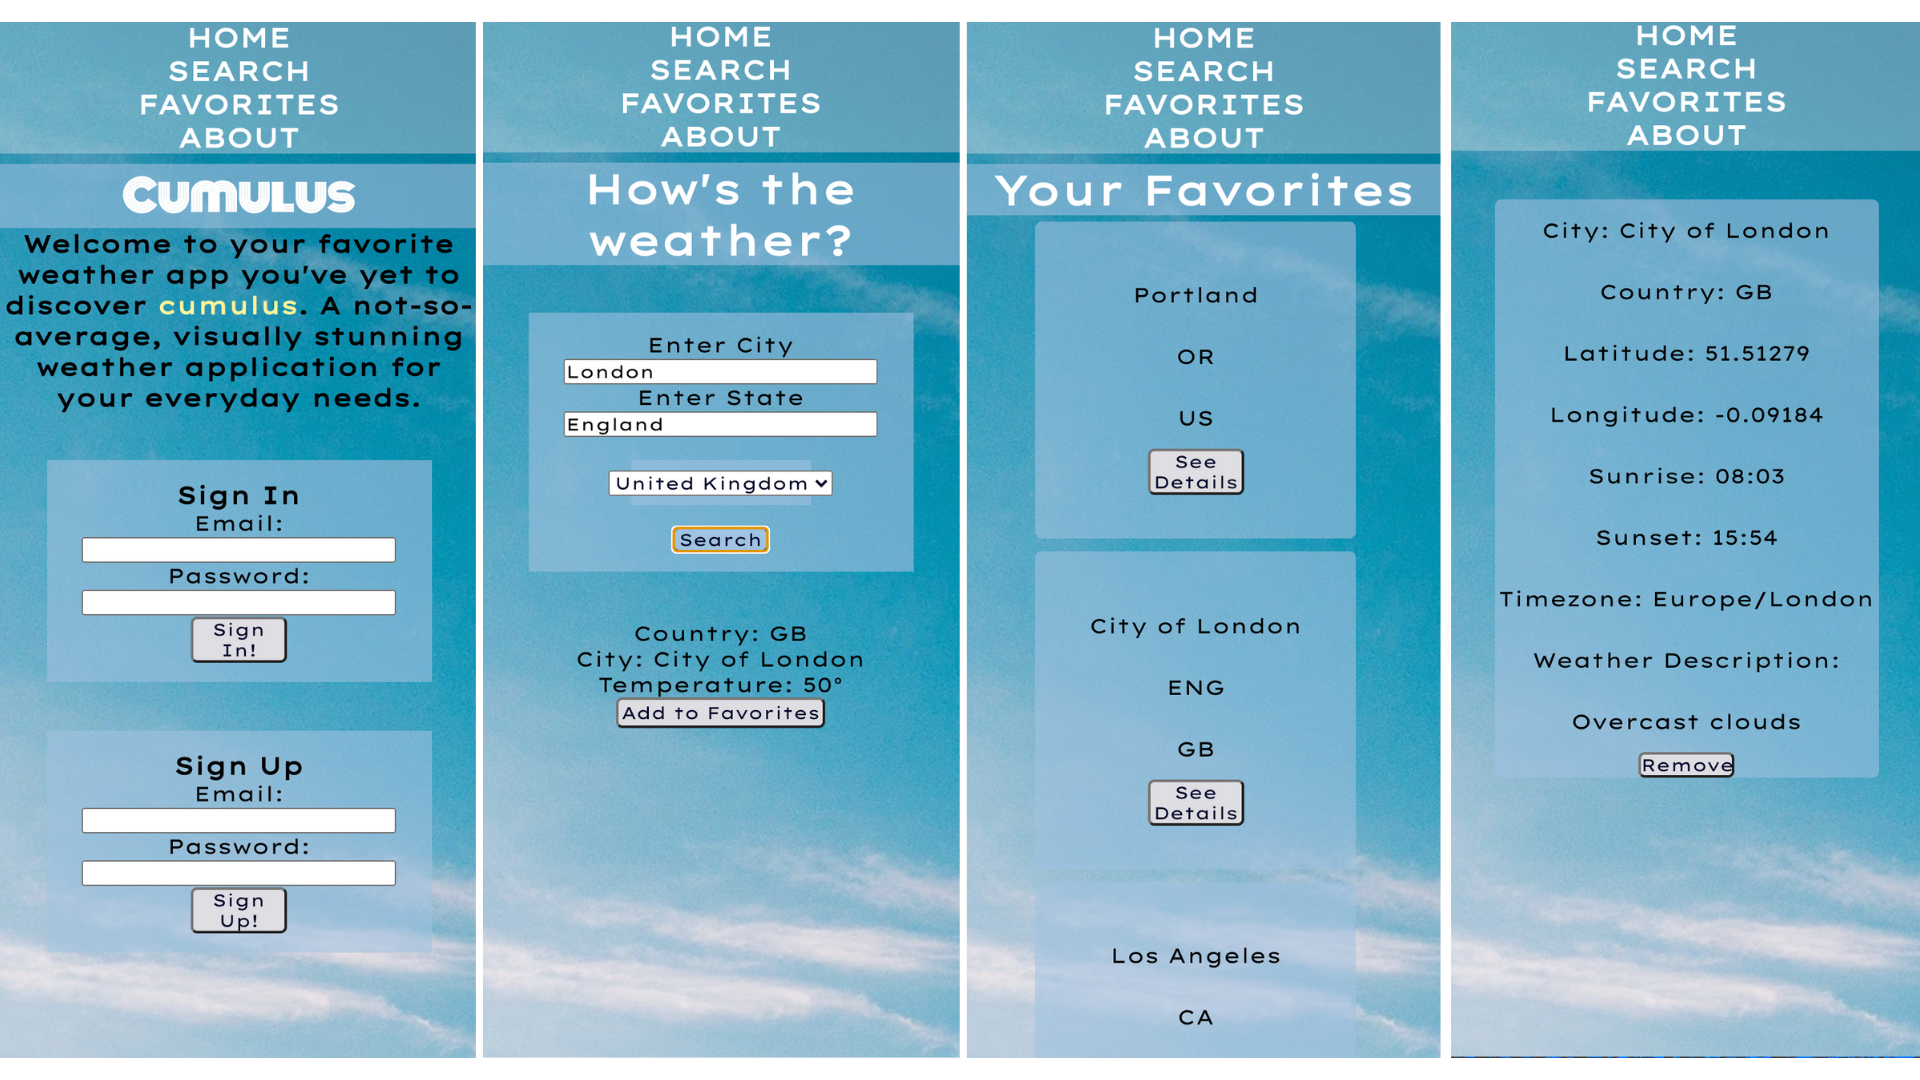 HOME
SEARCH
FAVORITES
ABOUT
CUMULUS
Welcome to your favorite
weather app you've yet to
discover cumulus. A not-so-
average, visually stunning
weather application for
your everyday needs.
Sign In
Email:
Password:
Sign
In!
Sign Up
Email:
Password:
Sign
Up!
HOME
SEARCH
FAVORITES
ABOUT
How's the
weather?
Enter City
London
Enter State
England
United Kingdom
Search
Country: GB
City: City of London
Temperature: 50°
Add to Favorites
HOME
SEARCH
FAVORITES
ABOUT
Your Favorites
Portland
OR
US
See
Details
City of London
ENG
GB
See
Details
Los Angeles
CA
HOME
SEARCH
FAVORITES
ABOUT
City: City of London
Country: GB
Latitude: 51.51279
Longitude: -0.09184
Sunrise: 08:03
Sunset: 15:54
Timezone: Europe/London
Weather Description:
Overcast clouds
Remove